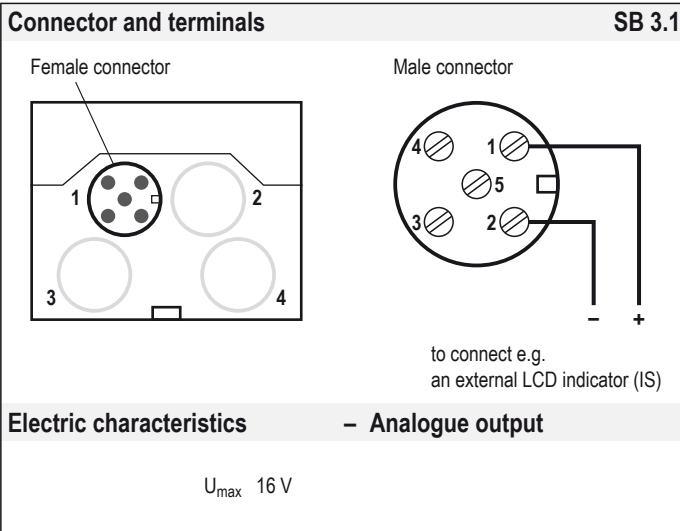 Connector and terminals SB 3.1
Female connector
Male connector
1
2
3
4
4
1
5
3
2
– +
to connect e.g.
an external LCD indicator (IS)
Electric characteristics – Analogue output
Umax 16 V